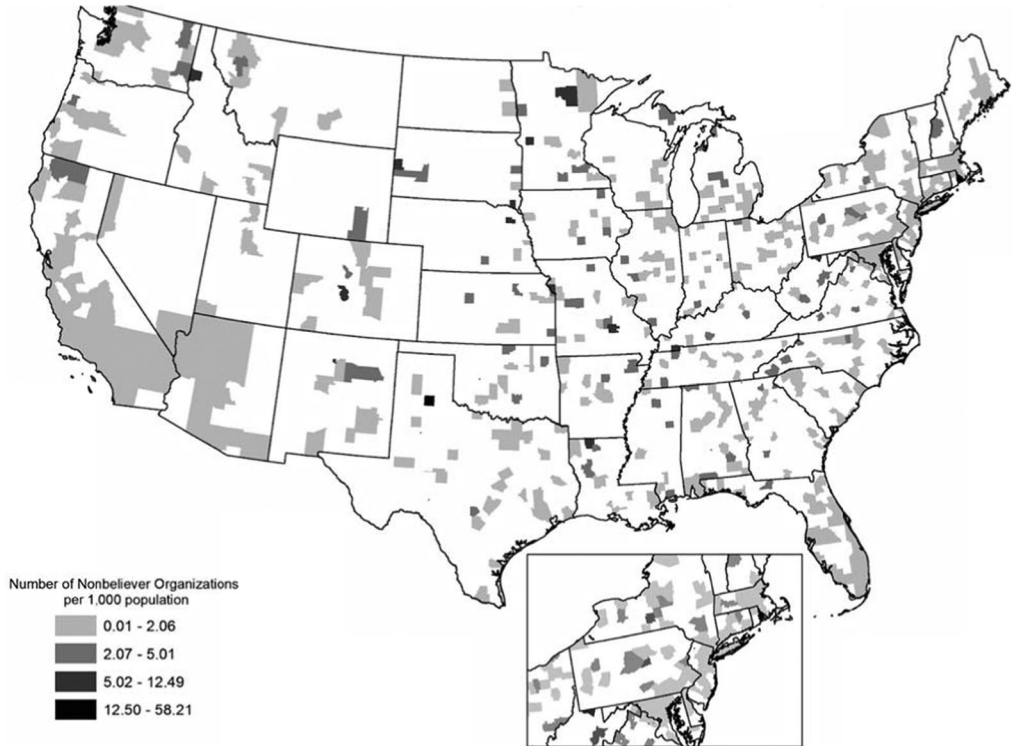 Number of Nonbeliever Organizations
per 1,000 population
0.01 - 2.06
2.07 - 5.01
5.02 - 12.49
12.50 - 58.21